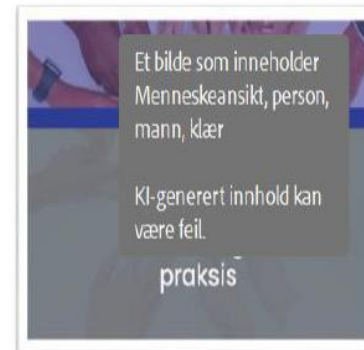 Et bilde som inneholder
Menneskeansikt, person,
mann, klær
KI-generert innhold kan
være feil.
praksis